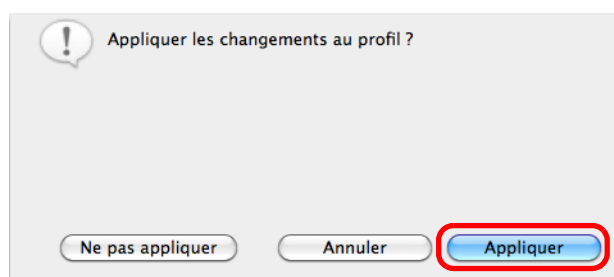 Appliquer les changements au profil ?
Ne pas appliquer
Annuler
Appliquer